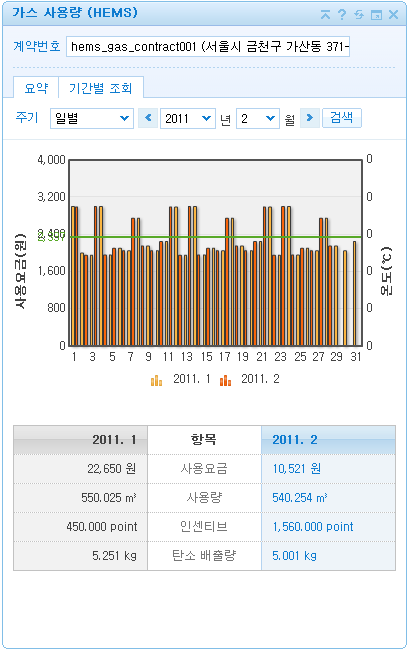 가스 사용량 (HEMS)
계약번호 hems_gas_contract001 (서울시 금천구 가산동 371-
요약 기간별 조회
주기 일별 2011 년 2 월 검색
4,000 0
3,200 0
2,400 0
1,600 0
800 0
0 0
사용요금(원)
온도(℃)
1 3 5 7 9 11 13 15 17 19 21 23 25 27 29 31
2011. 1 2011. 2
2011. 1 항목 2011. 2
22,650 원 사용요금 10,521 원
550.025 ㎥ 사용량 540.254 ㎥
450.000 point 인센티브 1,560.000 point
5.251 kg 탄소 배출량 5.001 kg